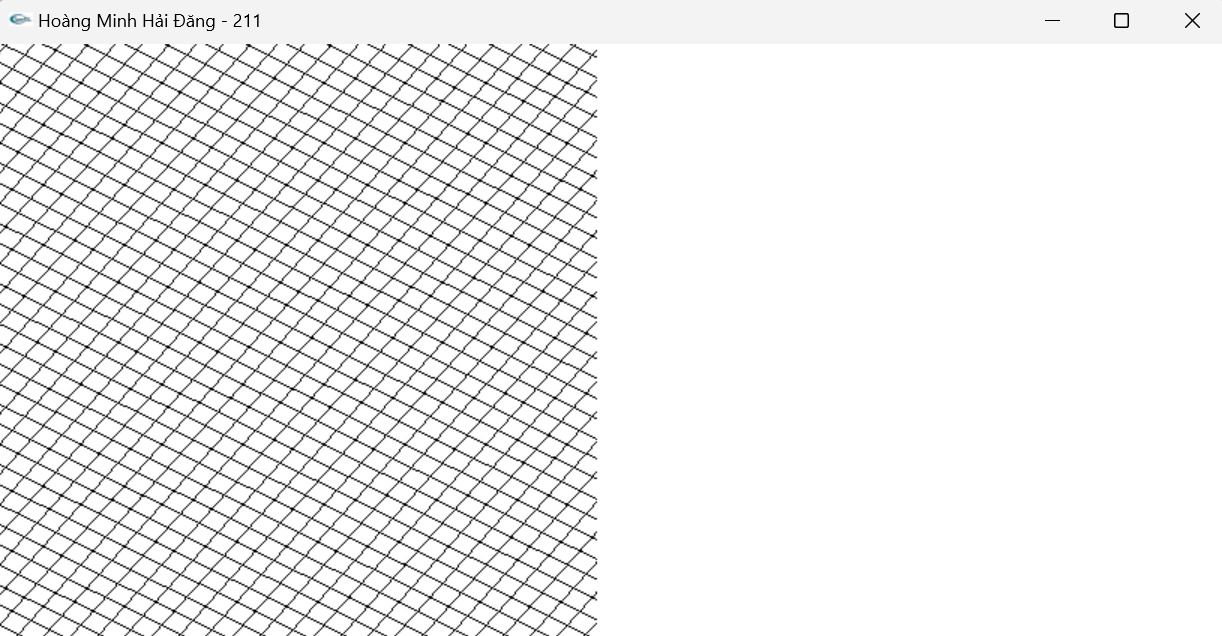 Hoàng Minh Hải Đăng - 211